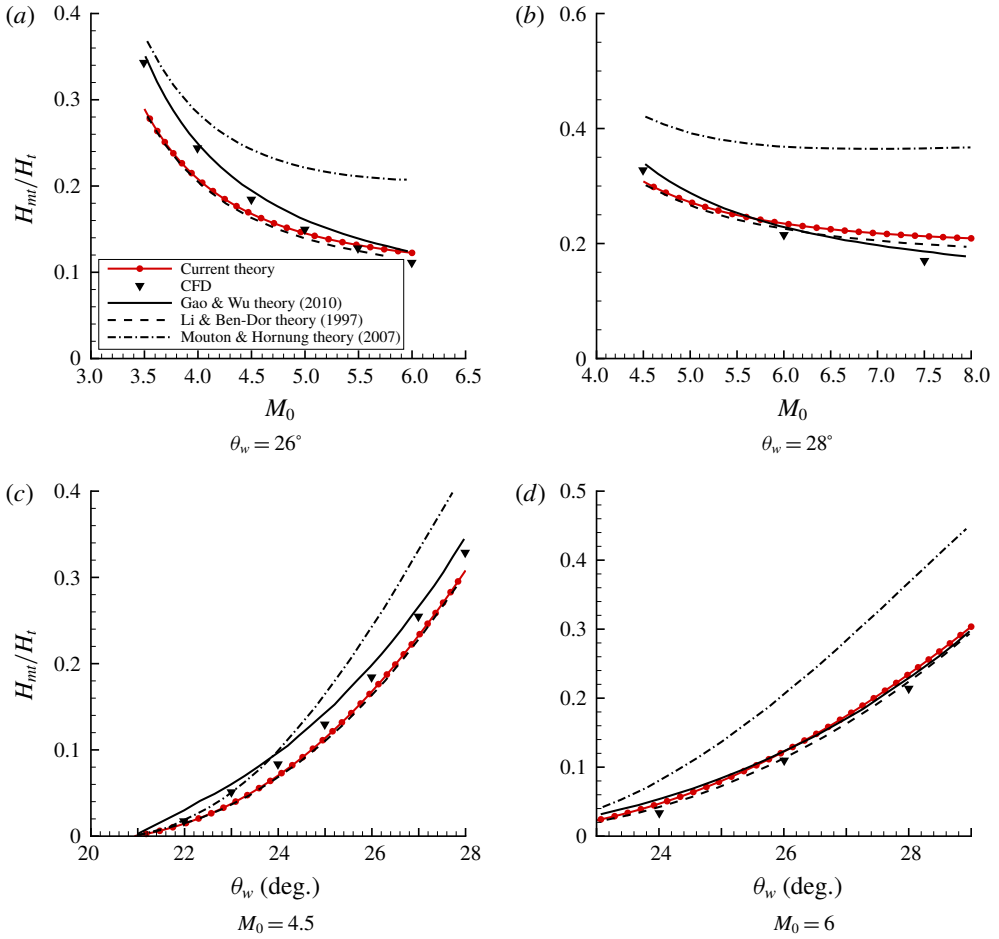 (a)
0.4
0.3
0.2
0.1
0
H_mt/H_t
3.0 3.5 4.0 4.5 5.0 5.5 6.0 6.5
M_0
θ_w = 26°
Current theory
CFD
Gao & Wu theory (2010)
Li & Ben-Dor theory (1997)
Mouton & Hornung theory (2007)
(b)
0.6
0.4
0.2
0
4.0 4.5 5.0 5.5 6.0 6.5 7.0 7.5 8.0
M_0
θ_w = 28°
(c)
0.4
0.3
0.2
0.1
0
H_mt/H_t
20 22 24 26 28
θ_w (deg.)
M_0 = 4.5
(d)
0.5
0.4
0.3
0.2
0.1
0
24 26 28
θ_w (deg.)
M_0 = 6